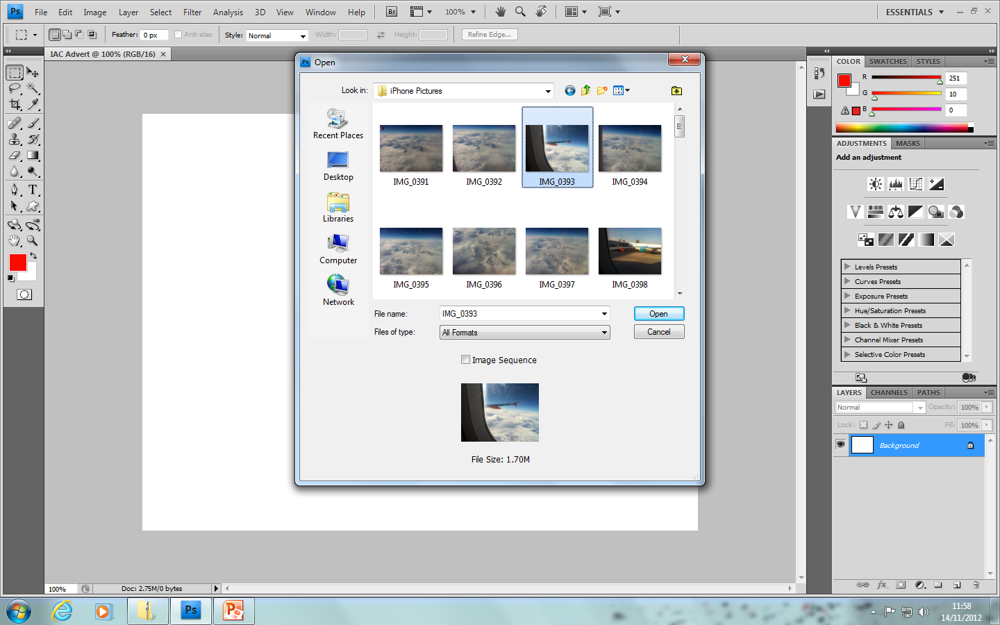 Ps File Edit Image Layer Select Filter Analysis 3D View Window Help Br 100% ESSENTIALS
Feather: 0 px Anti-alias Style: Normal Width: Height: Refine Edge...
IAC Advert @ 100% (RGB/16)
Ps Open
Look in: iPhone Pictures
Recent Places
Desktop
Libraries
Computer
Network
IMG_0391 IMG_0392 IMG_0393 IMG_0394
IMG_0395 IMG_0396 IMG_0397 IMG_0398
File name: IMG_0393 Open
Files of type: All Formats Cancel
Image Sequence
File Size: 1.70M
COLOR SWATCHES STYLES
R 251
G 10
B 0
ADJUSTMENTS MASKS
Add an adjustment
Levels Presets
Curves Presets
Exposure Presets
Hue/Saturation Presets
Black & White Presets
Channel Mixer Presets
Selective Color Presets
LAYERS CHANNELS PATHS
Normal Opacity: 100%
Lock: Fill: 100%
Background
fx
100% Doc: 2.75M/0 bytes
Ps
11:58
14/11/2012